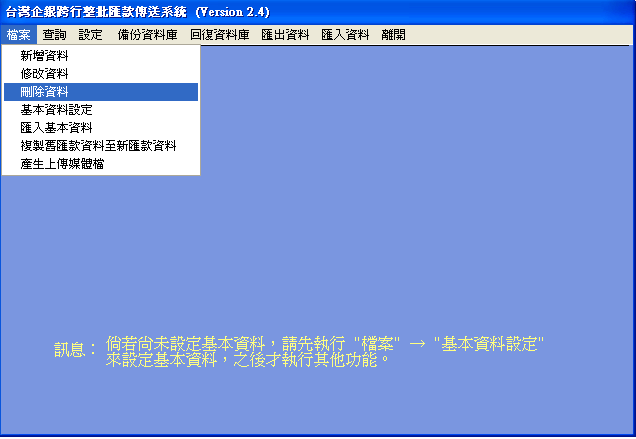 台灣企銀跨行整批匯款傳送系統 (Version 2.4)
檔案 查詢 設定 備份資料庫 回復資料庫 匯出資料 匯入資料 離開
新增資料
修改資料
刪除資料
基本資料設定
匯入基本資料
複製舊匯款資料至新匯款資料
產生上傳媒體檔
訊息： 倘若尚未設定基本資料，請先執行 "檔案" → "基本資料設定"
來設定基本資料，之後才執行其他功能。